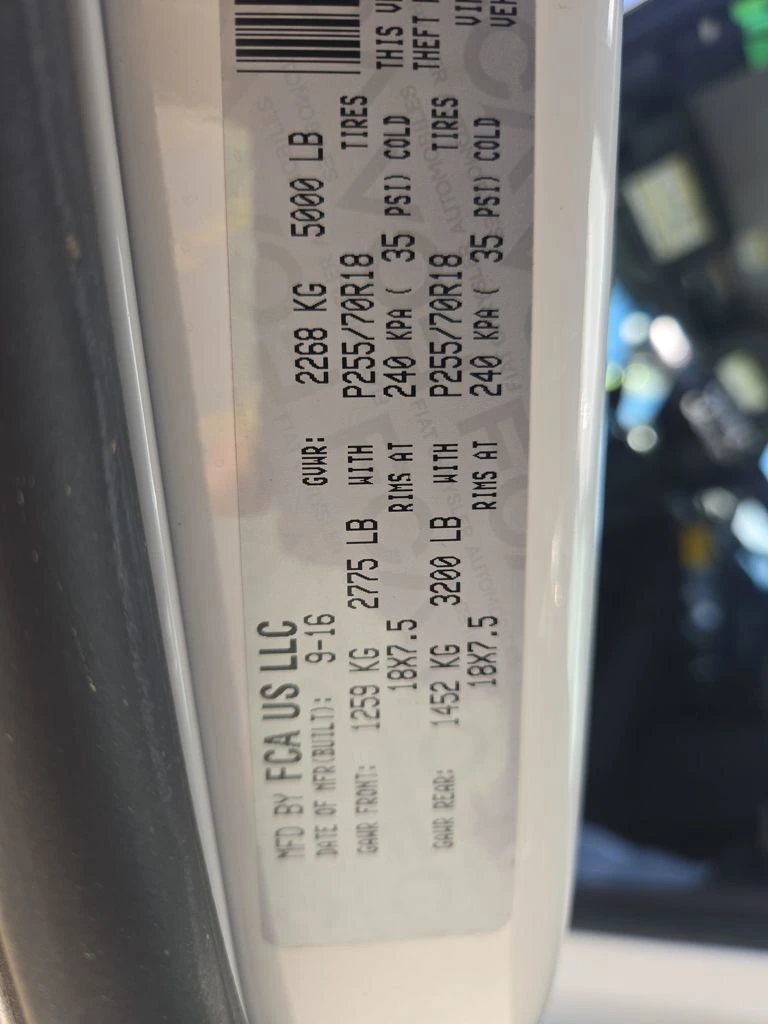 MFD BY FCA US LLC
DATE OF MFR(BUILT): 9-16 GVWR: 2268 KG 5000 LB
GAWR FRONT: 1259 KG 2775 LB WITH P255/70R18 TIRES
18X7.5 RIMS AT 240 KPA ( 35 PSI) COLD
THIS
GAWR REAR: 1452 KG 3200 LB WITH P255/70R18 TIRES
THEFT
18X7.5 RIMS AT 240 KPA ( 35 PSI) COLD